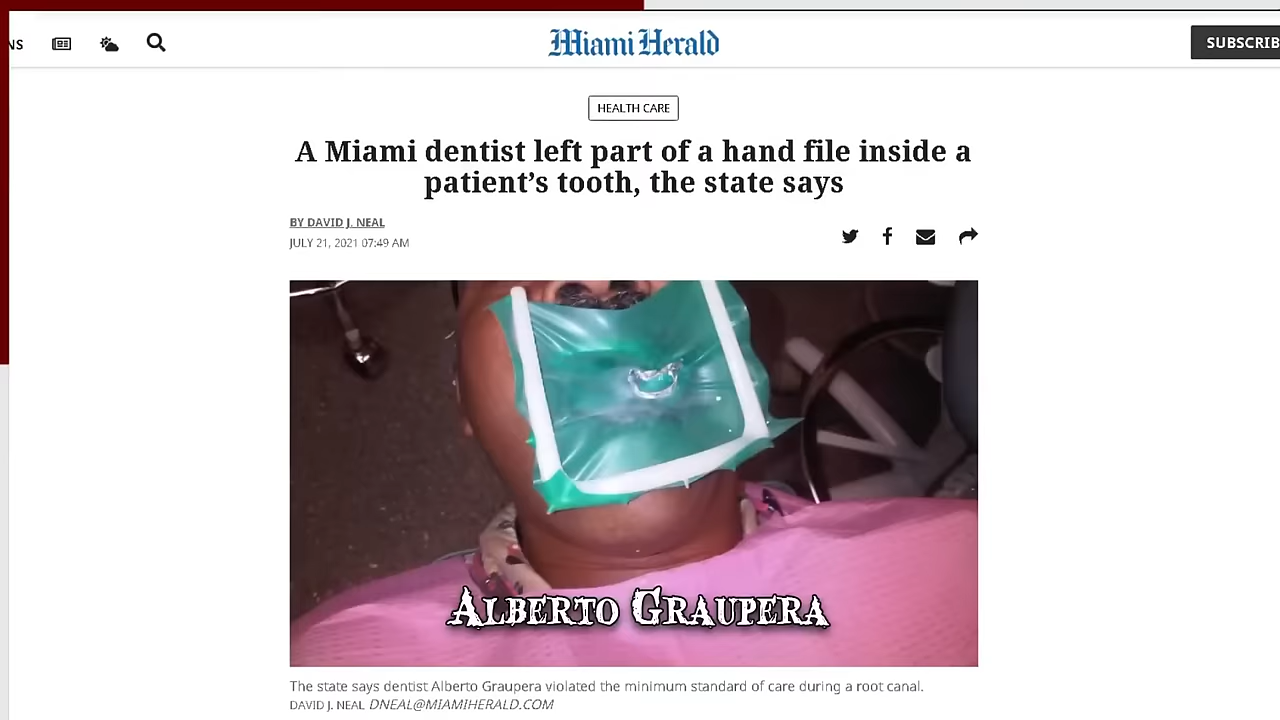 NS
Miami Herald
SUBSCRIB
HEALTH CARE
A Miami dentist left part of a hand file inside a
patient’s tooth, the state says
BY DAVID J. NEAL
JULY 21, 2021 07:49 AM
ALBERTO GRAUPERA
The state says dentist Alberto Graupera violated the minimum standard of care during a root canal.
DAVID J. NEAL DNEAL@MIAMIHERALD.COM